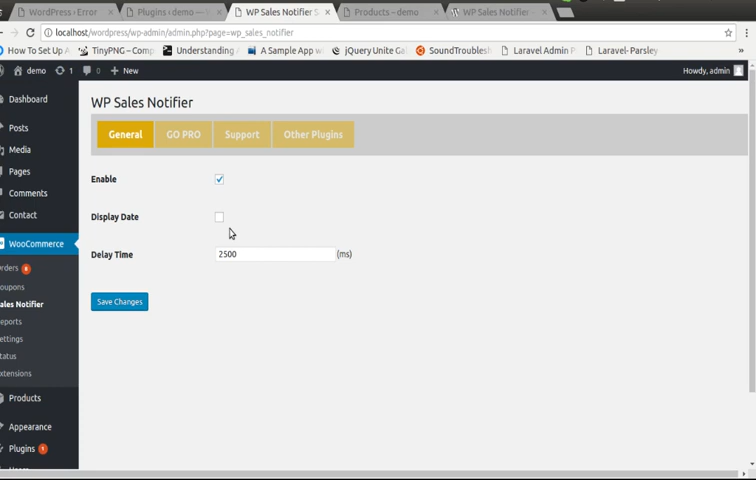 WordPress › Error
Plugins ‹ demo —
WP Sales Notifier S
Products – demo
WP Sales Notifier
localhost/wordpress/wp-admin/admin.php?page=wp_sales_notifier
How To Set Up
TinyPNG – Compr
Understanding
A Sample App w
jQuery Unite Ga
SoundTroublesh
Laravel Admin P
Laravel- Parsley
demo
1
0
+ New
Howdy, admin
WP Sales Notifier
General
GO PRO
Support
Other Plugins
Enable
Display Date
Delay Time
2500
(ms)
Save Changes
Dashboard
Posts
Media
Pages
Comments
Contact
WooCommerce
rders 8
oupons
ales Notifier
eports
ettings
tatus
xtensions
Products
Appearance
Plugins 1